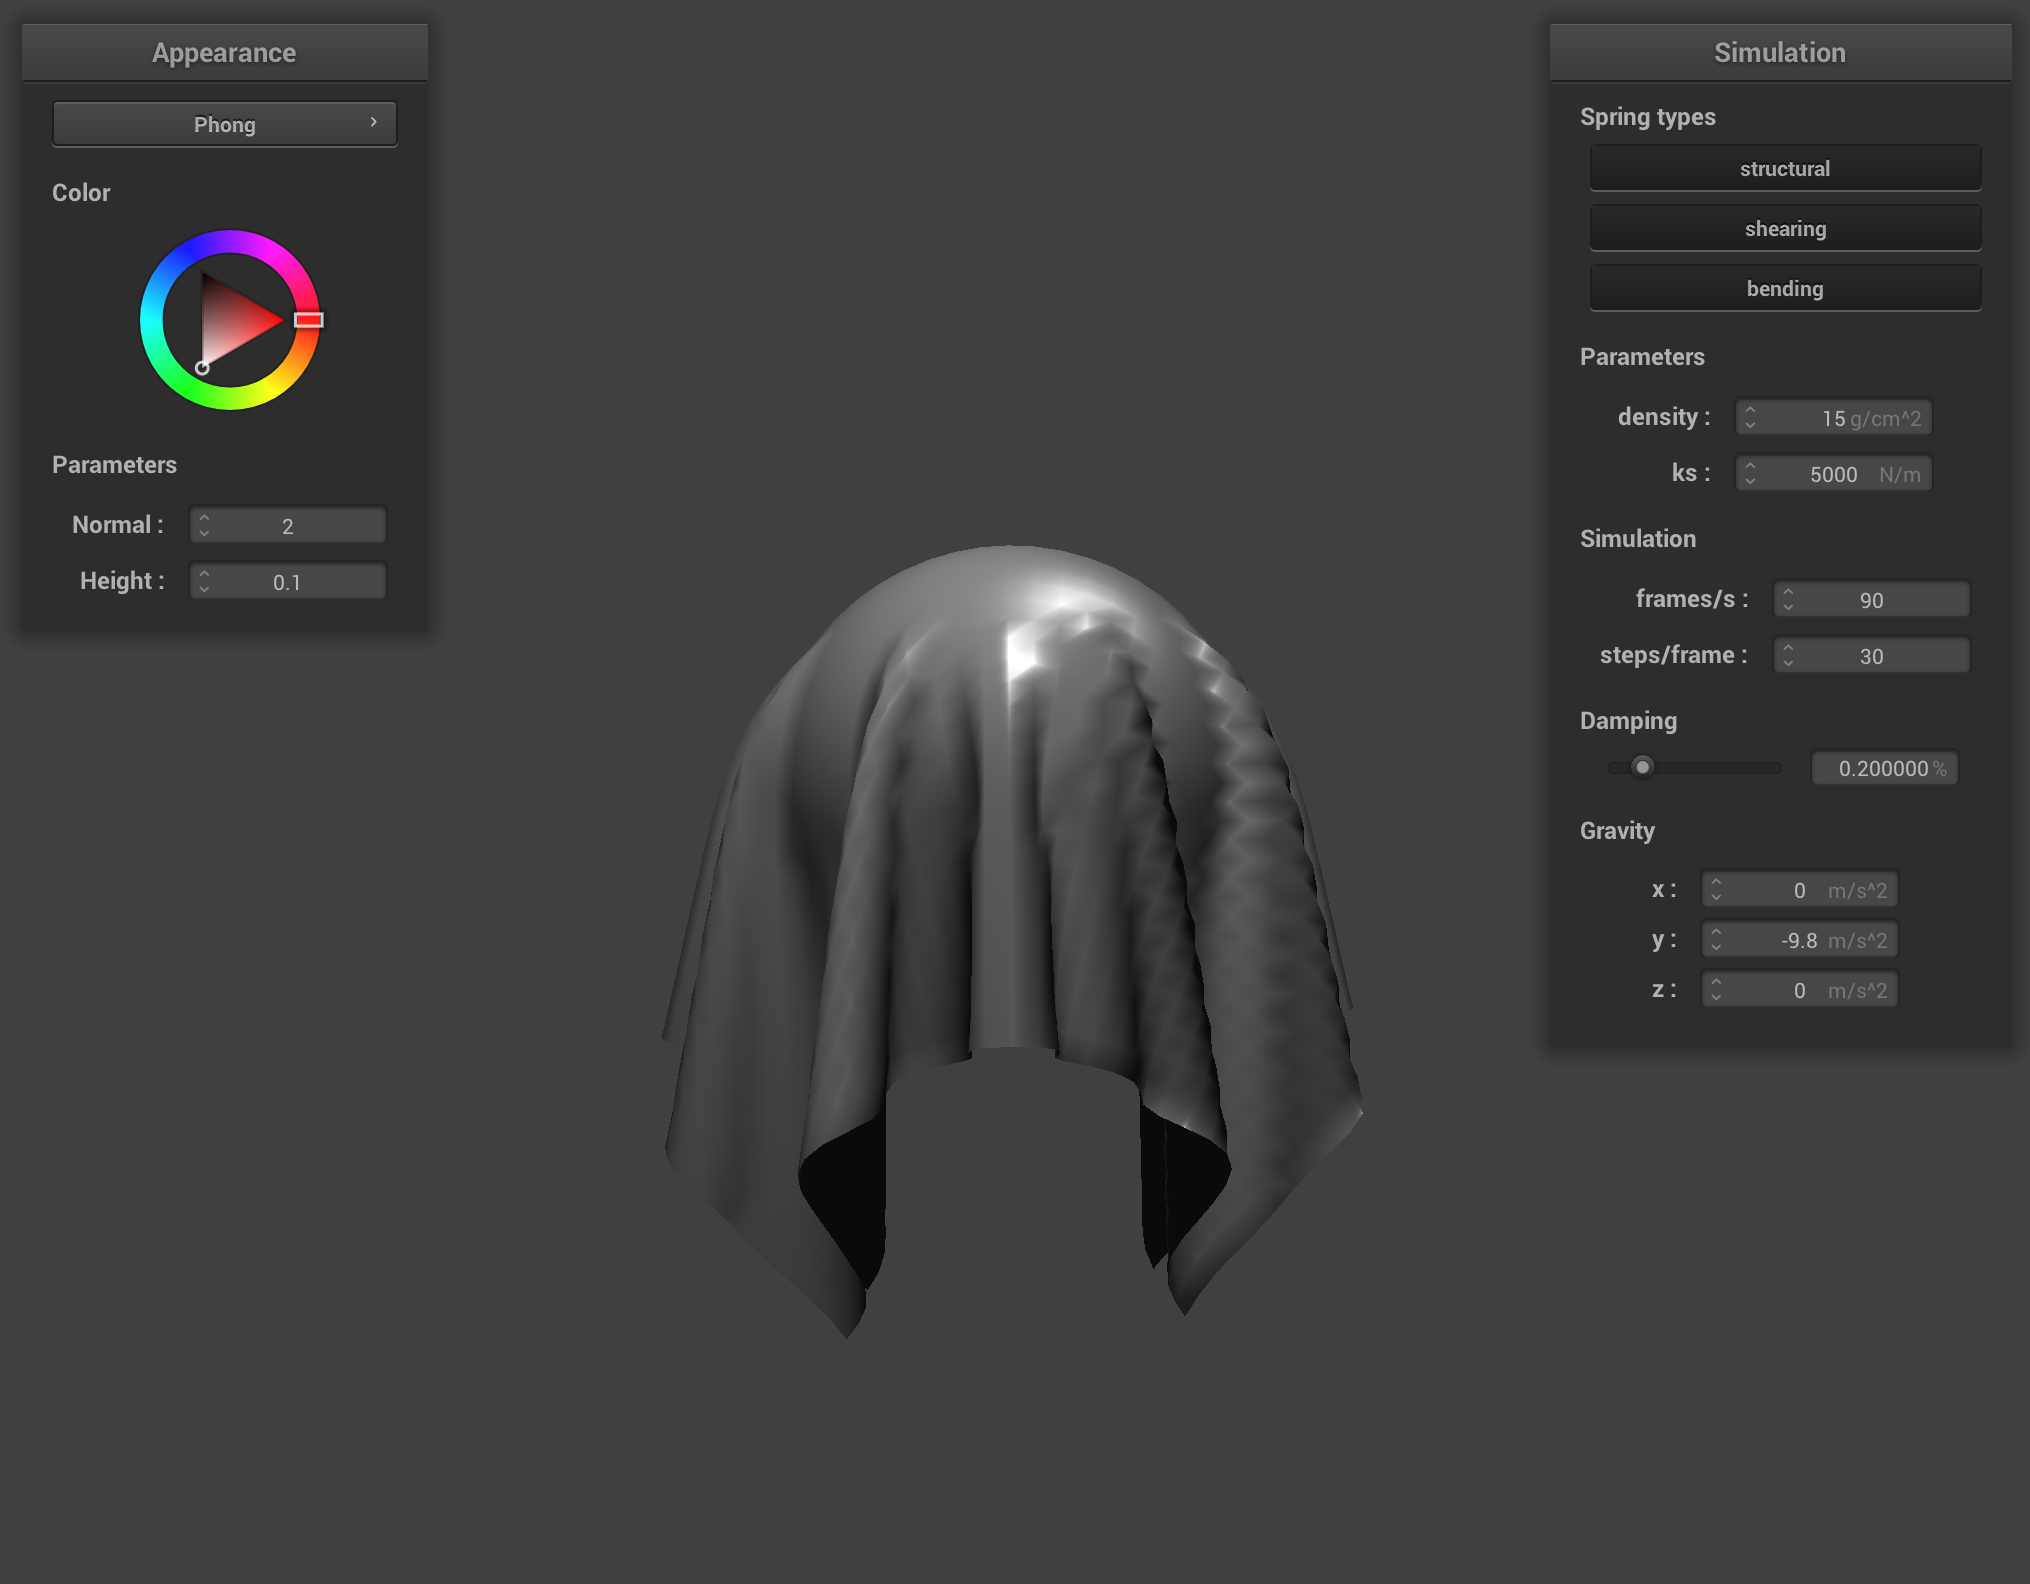 Appearance
Phong
Color
Parameters
Normal : 2
Height : 0.1
Simulation
Spring types
structural
shearing
bending
Parameters
density : 15 g/cm^2
ks : 5000 N/m
Simulation
frames/s : 90
steps/frame : 30
Damping
0.200000 %
Gravity
x : 0 m/s^2
y : -9.8 m/s^2
z : 0 m/s^2